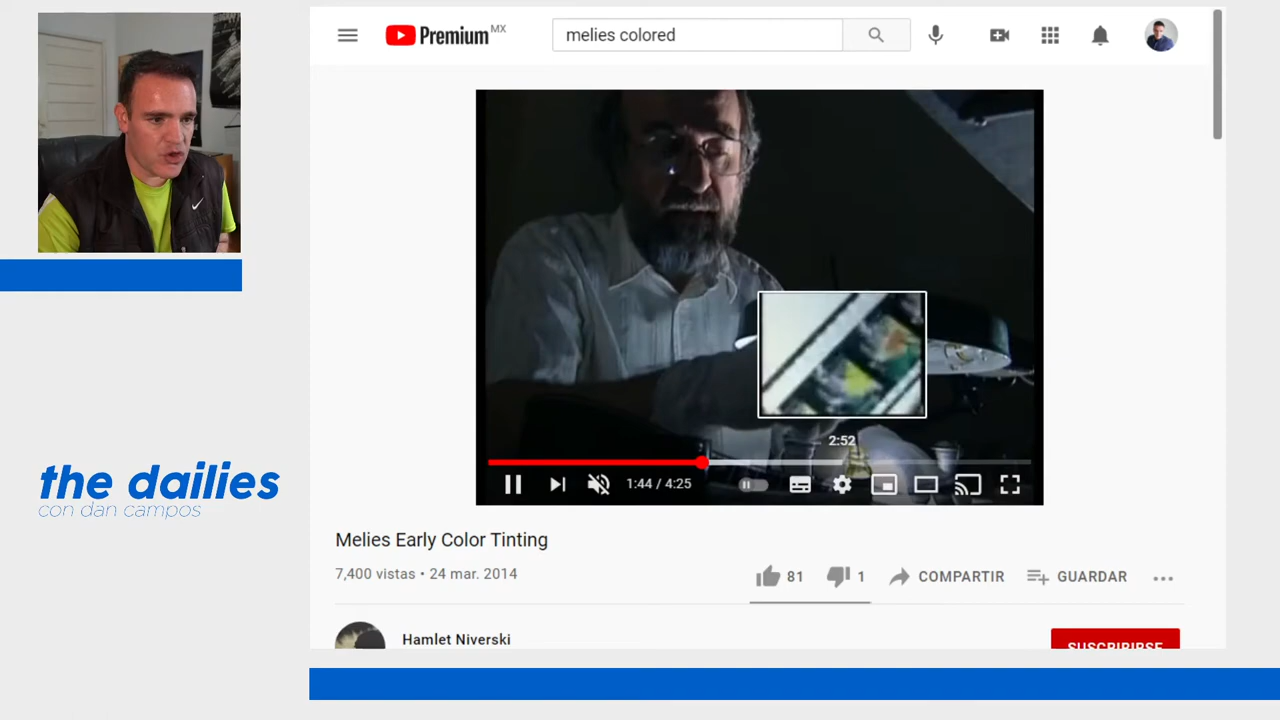 Premium MX
melies colored
2:52
1:44 / 4:25
Melies Early Color Tinting
7,400 vistas • 24 mar. 2014
81
1
COMPARTIR
GUARDAR
Hamlet Niverski
SUSCRIBIRSE
the dailies
con dan campos